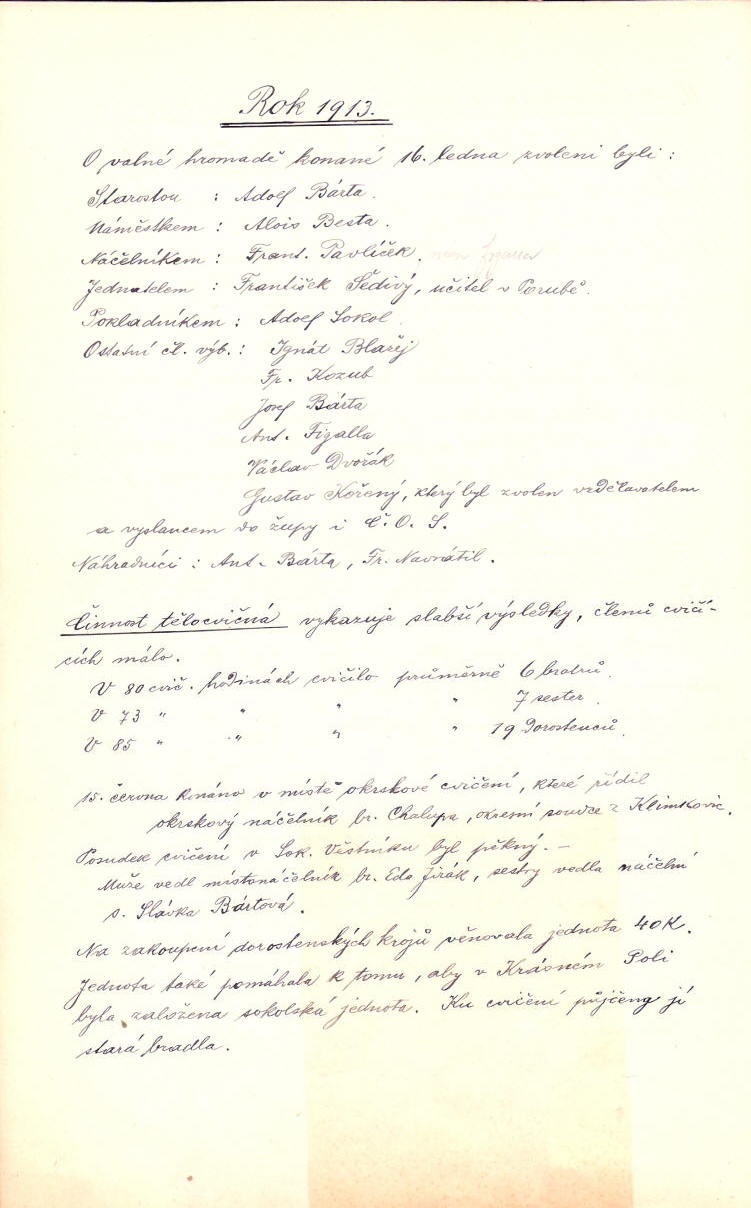 Rok 1913.
O valné hromadě konané 16. ledna zvoleni byli :
Starostou : Adolf Bárta.
Náměstkem : Alois Besta.
Náčelníkem : Frant. Pavlíček.
Jednatelem : František Šedivý, učitel v Porubě.
Pokladníkem : Adolf Sokol.
Ostatní čl. výb. : Ignát Blažej
Fr. Kozub
Josef Bárta
Ant. Figalla
Václav Dvořák
Gustav Kořený, který byl zvolen vzdělavatelem
a vyslancem do župy i Č. O. S.
Náhradníci : Ant. Bárta, Fr. Navrátil.
Činnost tělocvičná vykazuje slabší výsledky, členů cvičí-
cích málo.
V 80 cvič. hodinách cvičilo průměrně 6 bratrů.
V 73 " " " " 7 sester
V 85 " " " " 19 dorostenců.
15. června konáno v místě okrskové cvičení, které řídil
okrskový náčelník br. Chalupa, okresní soudce z Klimkovic.
Posudek cvičení v Sok. Věstníku byl pěkný. —
Muže vedl místonáčelník br. Eda Jirák, sestry vedla náčelní
s. Slávka Bártová.
Na zakoupení dorostenských krojů věnovala jednota 40 K.
Jednota také pomáhala k tomu, aby v Krásném Poli
byla založena sokolská jednota. Ku cvičení půjčeny jí
stará bradla.